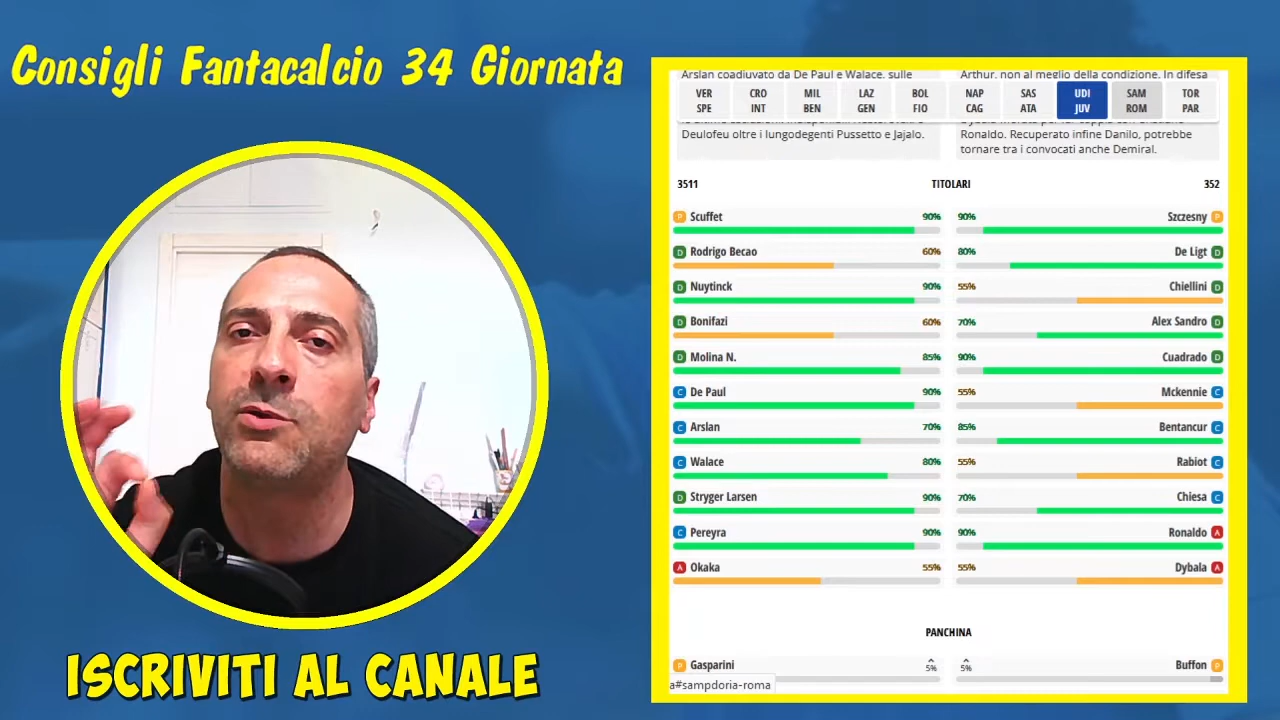 Consigli Fantacalcio 34 Giornata
ISCRIVITI AL CANALE
Arslan coadiuvato da De Paul e Walace, sulle
Arthur, non al meglio della condizione. In difesa
VER CRO MIL LAZ BOL NAP SAS UDI SAM TOR
SPE INT BEN GEN FIO CAG ATA JUV ROM PAR
Deulofeu oltre i lungodegenti Pussetto e Jajalo.
Ronaldo. Recuperato infine Danilo, potrebbe
tornare tra i convocati anche Demiral.
3511 TITOLARI 352
P Scuffet 90% 90% Szczesny P
D Rodrigo Becao 60% 80% De Ligt D
D Nuytinck 90% 55% Chiellini D
D Bonifazi 60% 70% Alex Sandro D
D Molina N. 85% 90% Cuadrado D
C De Paul 90% 55% Mckennie C
C Arslan 70% 85% Bentancur C
C Walace 80% 55% Rabiot C
D Stryger Larsen 90% 70% Chiesa C
C Pereyra 90% 90% Ronaldo A
A Okaka 55% 55% Dybala A
PANCHINA
P Gasparini 5% 5% Buffon P
a#sampdoria-roma